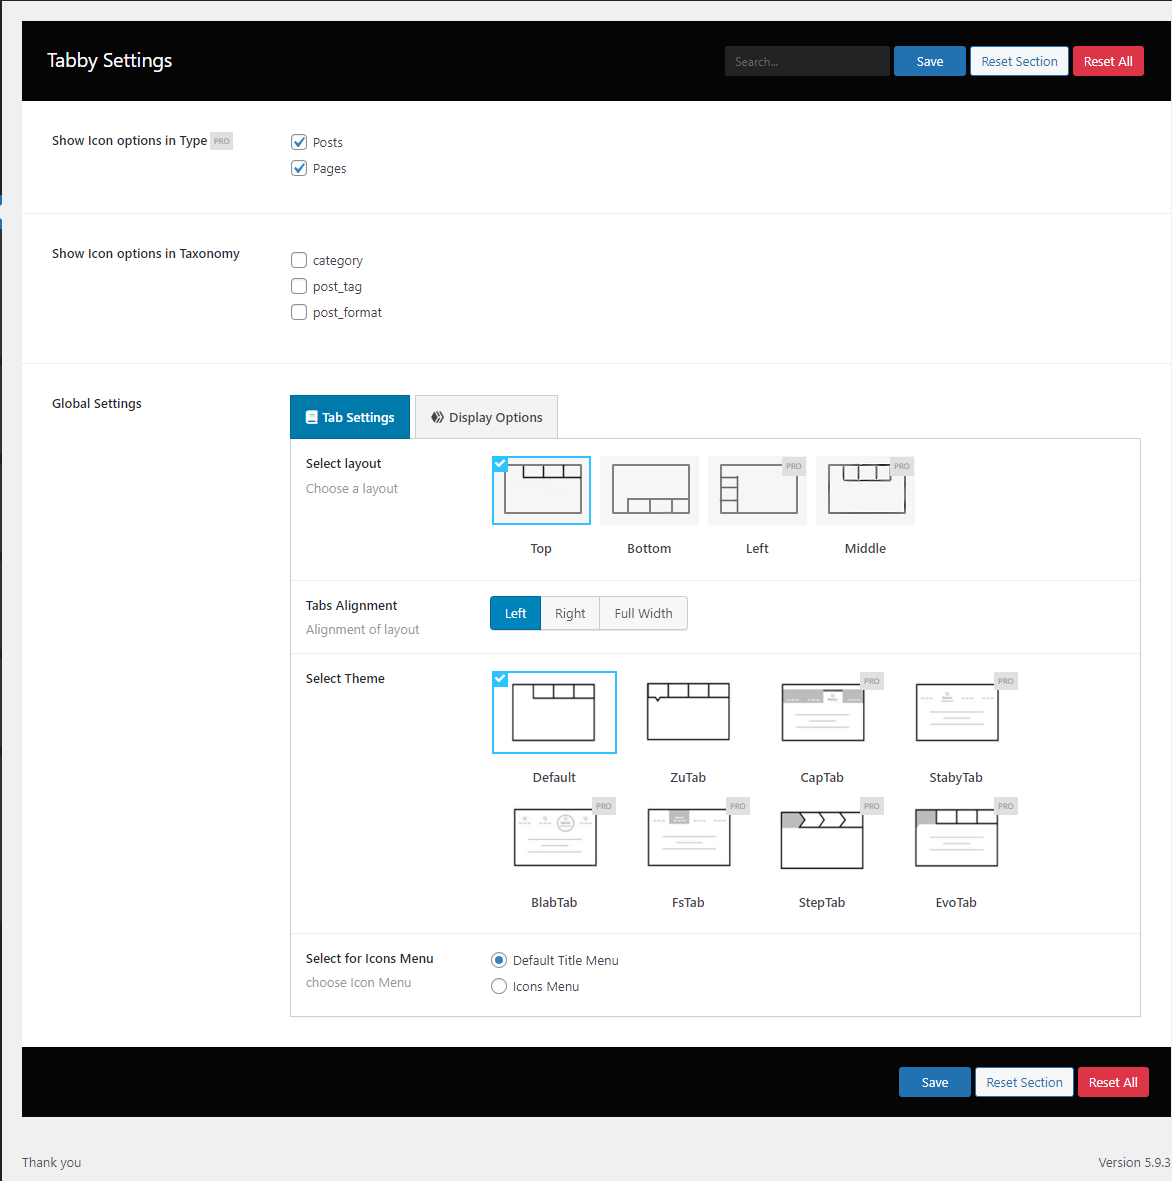 Tabby Settings
Search...
Save
Reset Section
Reset All
Show Icon options in Type PRO
Posts
Pages
Show Icon options in Taxonomy
category
post_tag
post_format
Global Settings
Tab Settings
Display Options
Select layout
Choose a layout
PRO
PRO
Top
Bottom
Left
Middle
Tabs Alignment
Alignment of layout
Left
Right
Full Width
Select Theme
PRO
PRO
Default
ZuTab
CapTab
StabyTab
PRO
PRO
PRO
PRO
BlabTab
FsTab
StepTab
EvoTab
Select for Icons Menu
choose Icon Menu
Default Title Menu
Icons Menu
Save
Reset Section
Reset All
Thank you
Version 5.9.3